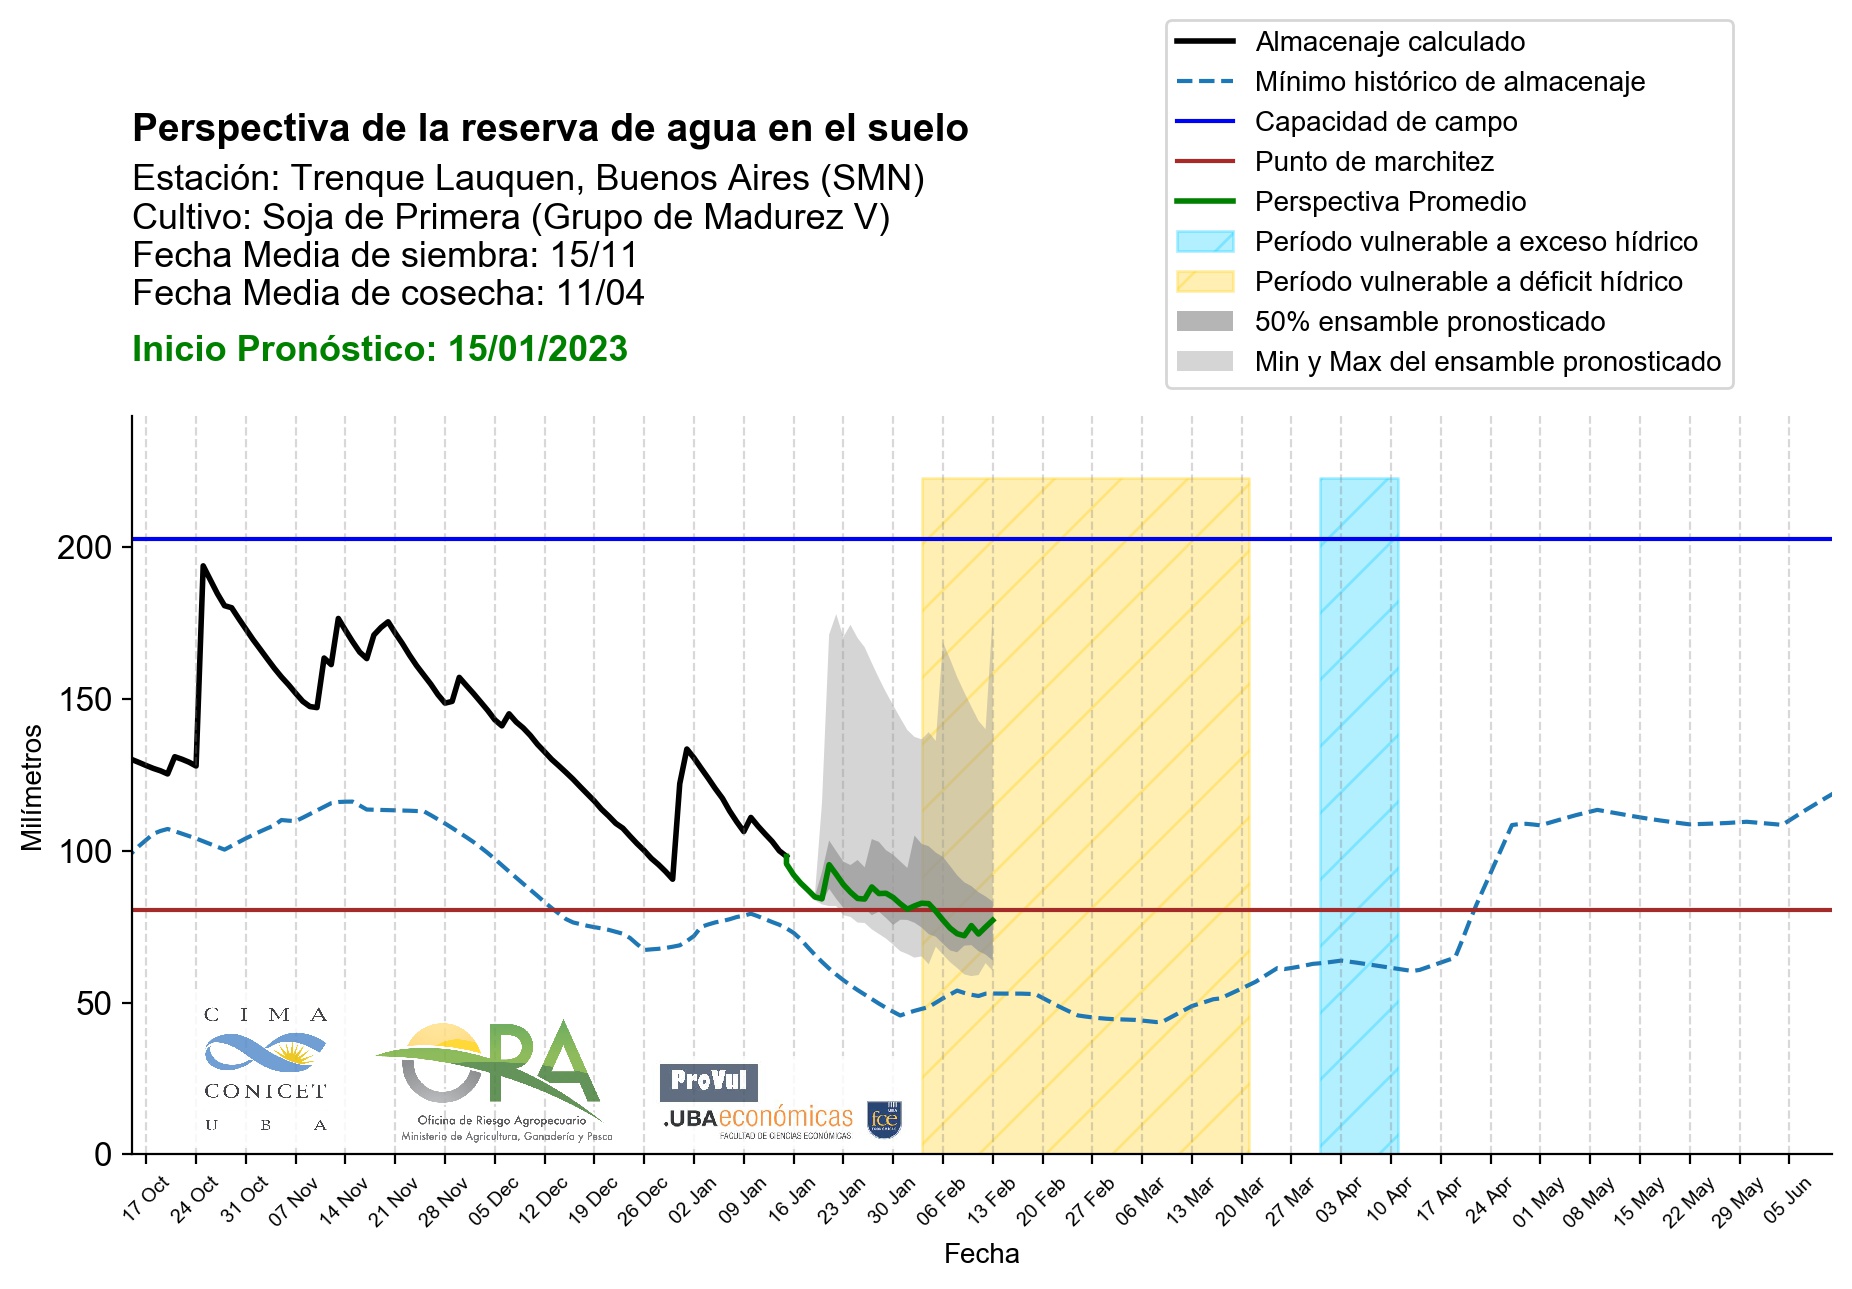 Almacenaje calculado
Mínimo histórico de almacenaje
Capacidad de campo
Punto de marchitez
Perspectiva Promedio
Período vulnerable a exceso hídrico
Período vulnerable a déficit hídrico
50% ensamble pronosticado
Min y Max del ensamble pronosticado
Perspectiva de la reserva de agua en el suelo
Estación: Trenque Lauquen, Buenos Aires (SMN)
Cultivo: Soja de Primera (Grupo de Madurez V)
Fecha Media de siembra: 15/11
Fecha Media de cosecha: 11/04
Inicio Pronóstico: 15/01/2023
Milímetros
200
150
100
50
0
CIMA
CONICET
UBA
ORA
Oficina de Riesgo Agropecuario
Ministerio de Agricultura, Ganadería y Pesca
ProVul
.UBAeconómicas
FACULTAD DE CIENCIAS ECONÓMICAS
fce
17 Oct
24 Oct
31 Oct
07 Nov
14 Nov
21 Nov
28 Nov
05 Dec
12 Dec
19 Dec
26 Dec
02 Jan
09 Jan
16 Jan
23 Jan
30 Jan
06 Feb
13 Feb
20 Feb
27 Feb
06 Mar
13 Mar
20 Mar
27 Mar
03 Apr
10 Apr
17 Apr
24 Apr
01 May
08 May
15 May
22 May
29 May
05 Jun
Fecha